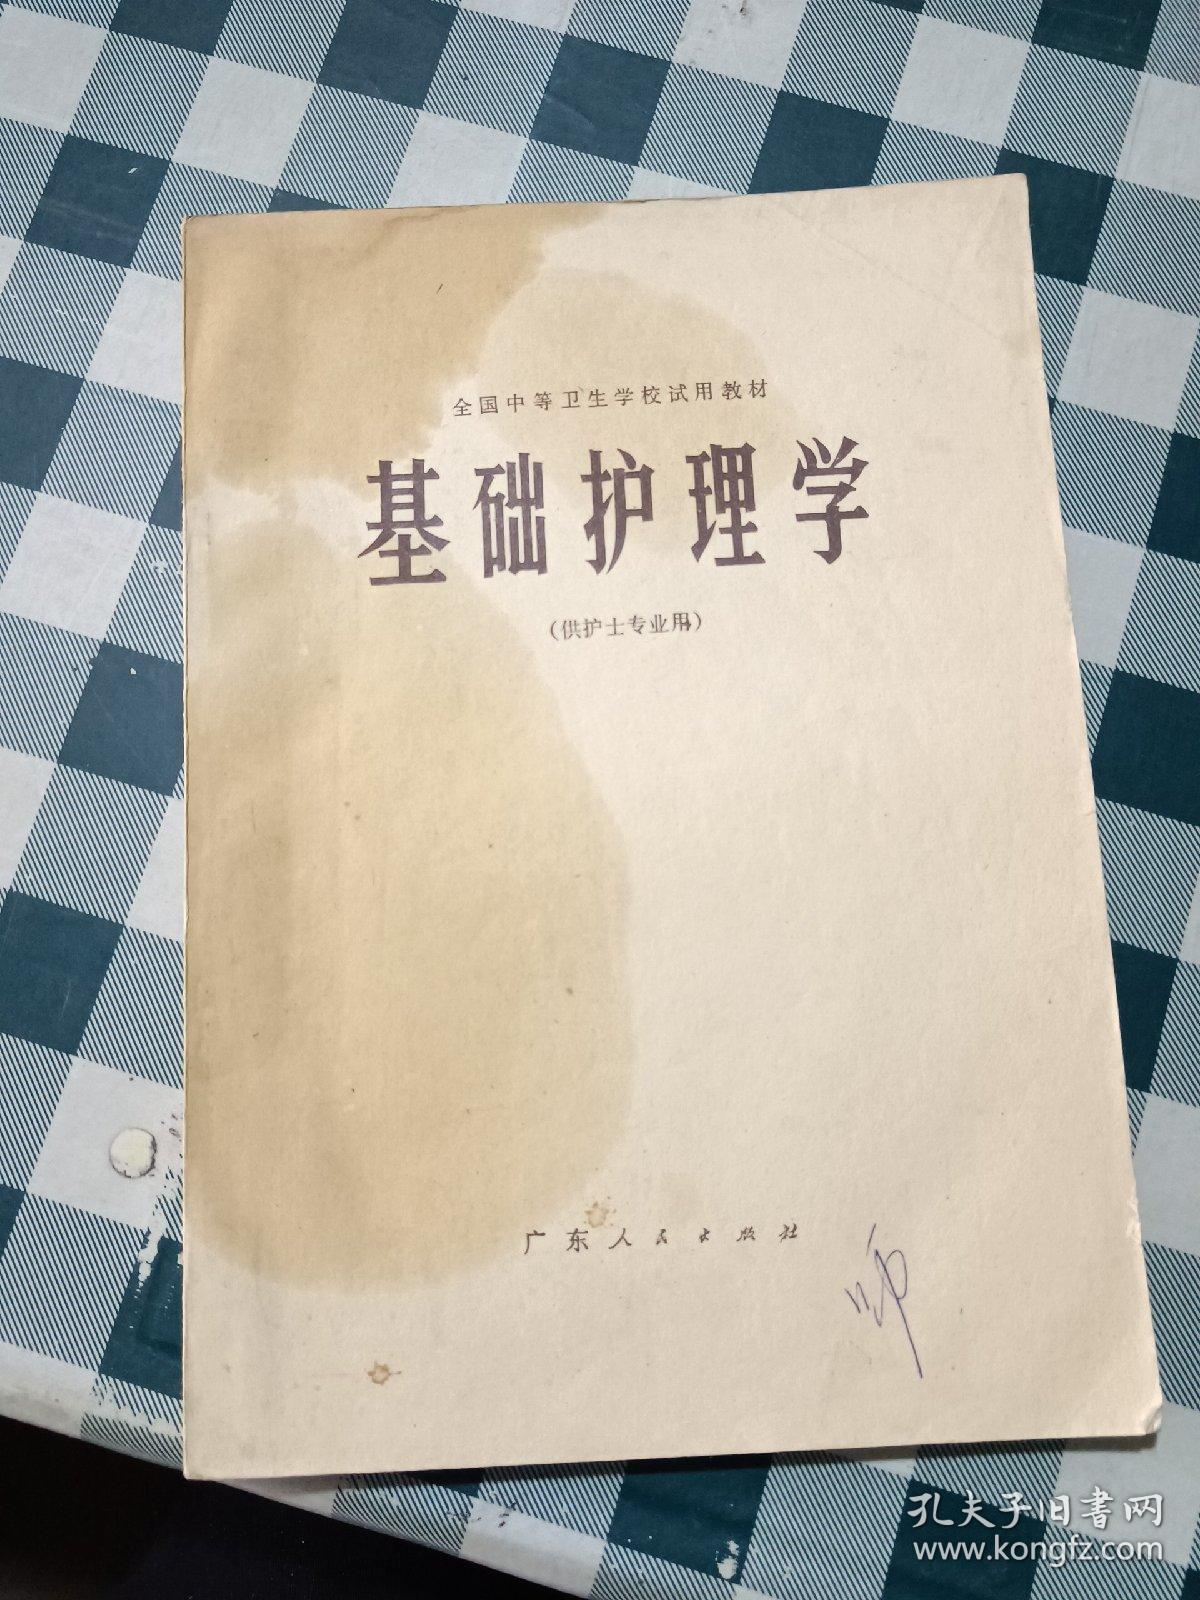 全国中等卫生学校试用教材
基础护理学
(供护士专业用)
广东人民出版社
师
孔夫子旧書网
www.kongfz.com